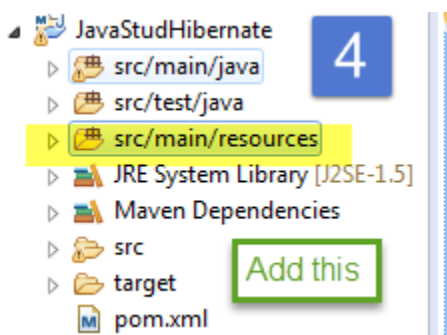 JavaStudHibernate
4
src/main/java
src/test/java
src/main/resources
JRE System Library [J2SE-1.5]
Maven Dependencies
src
Add this
target
pom.xml